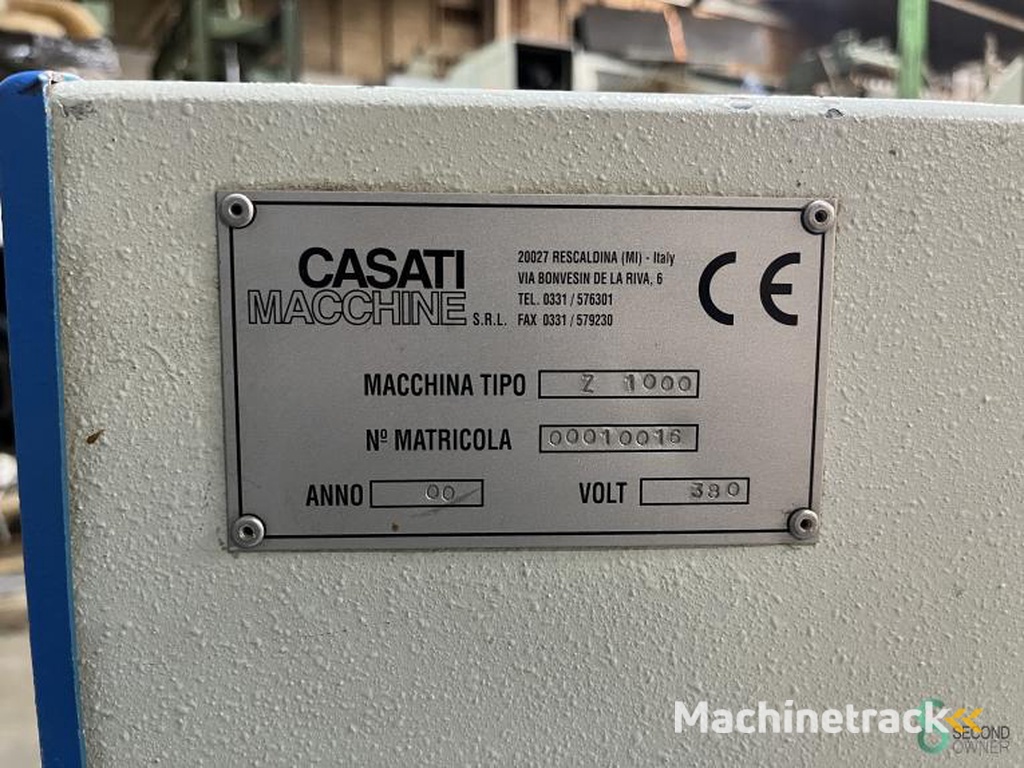 CASATI
MACCHINE S.R.L.
20027 RESCALDINA (MI) - Italy
VIA BONVESIN DE LA RIVA, 6
TEL. 0331 / 576301
FAX 0331 / 579230
CE
MACCHINA TIPO Z 1000
Nº MATRICOLA 00010016
ANNO 00 VOLT 380
Machinetrack
SECOND
OWNER